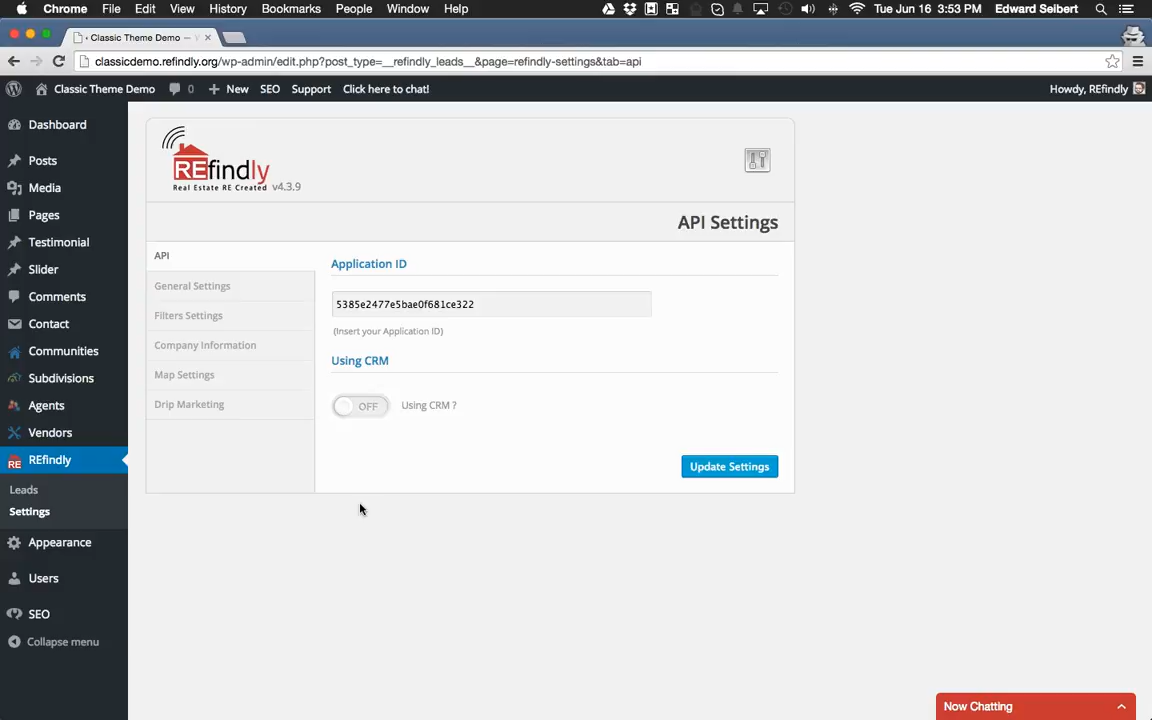 Chrome File Edit View History Bookmarks People Window Help Tue Jun 16 3:53 PM Edward Seibert
Classic Theme Demo —
classicdemo.refindly.org/wp-admin/edit.php?post_type=__refindly_leads__&page=refindly-settings&tab=api
Classic Theme Demo 0 New SEO Support Click here to chat! Howdy, REfindly
Dashboard
Posts
Media
Pages
Testimonial
Slider
Comments
Contact
Communities
Subdivisions
Agents
Vendors
RE REfindly
Leads
Settings
Appearance
Users
SEO
Collapse menu
REfindly
Real Estate RE Created v4.3.9
API Settings
API
General Settings
Filters Settings
Company Information
Map Settings
Drip Marketing
Application ID
5385e2477e5bae0f681ce322
(Insert your Application ID)
Using CRM
OFF Using CRM ?
Update Settings
Now Chatting